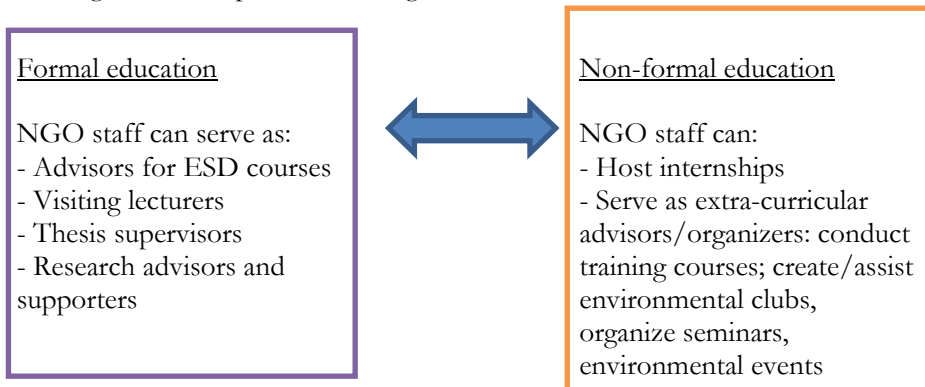 Formal education
NGO staff can serve as:
- Advisors for ESD courses
- Visiting lecturers
- Thesis supervisors
- Research advisors and
supporters
Non-formal education
NGO staff can:
- Host internships
- Serve as extra-curricular
advisors/organizers: conduct
training courses; create/assist
environmental clubs,
organize seminars,
environmental events